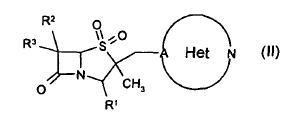 R²
R³
O O
S
A Het N (II)
O N CH₃
R¹